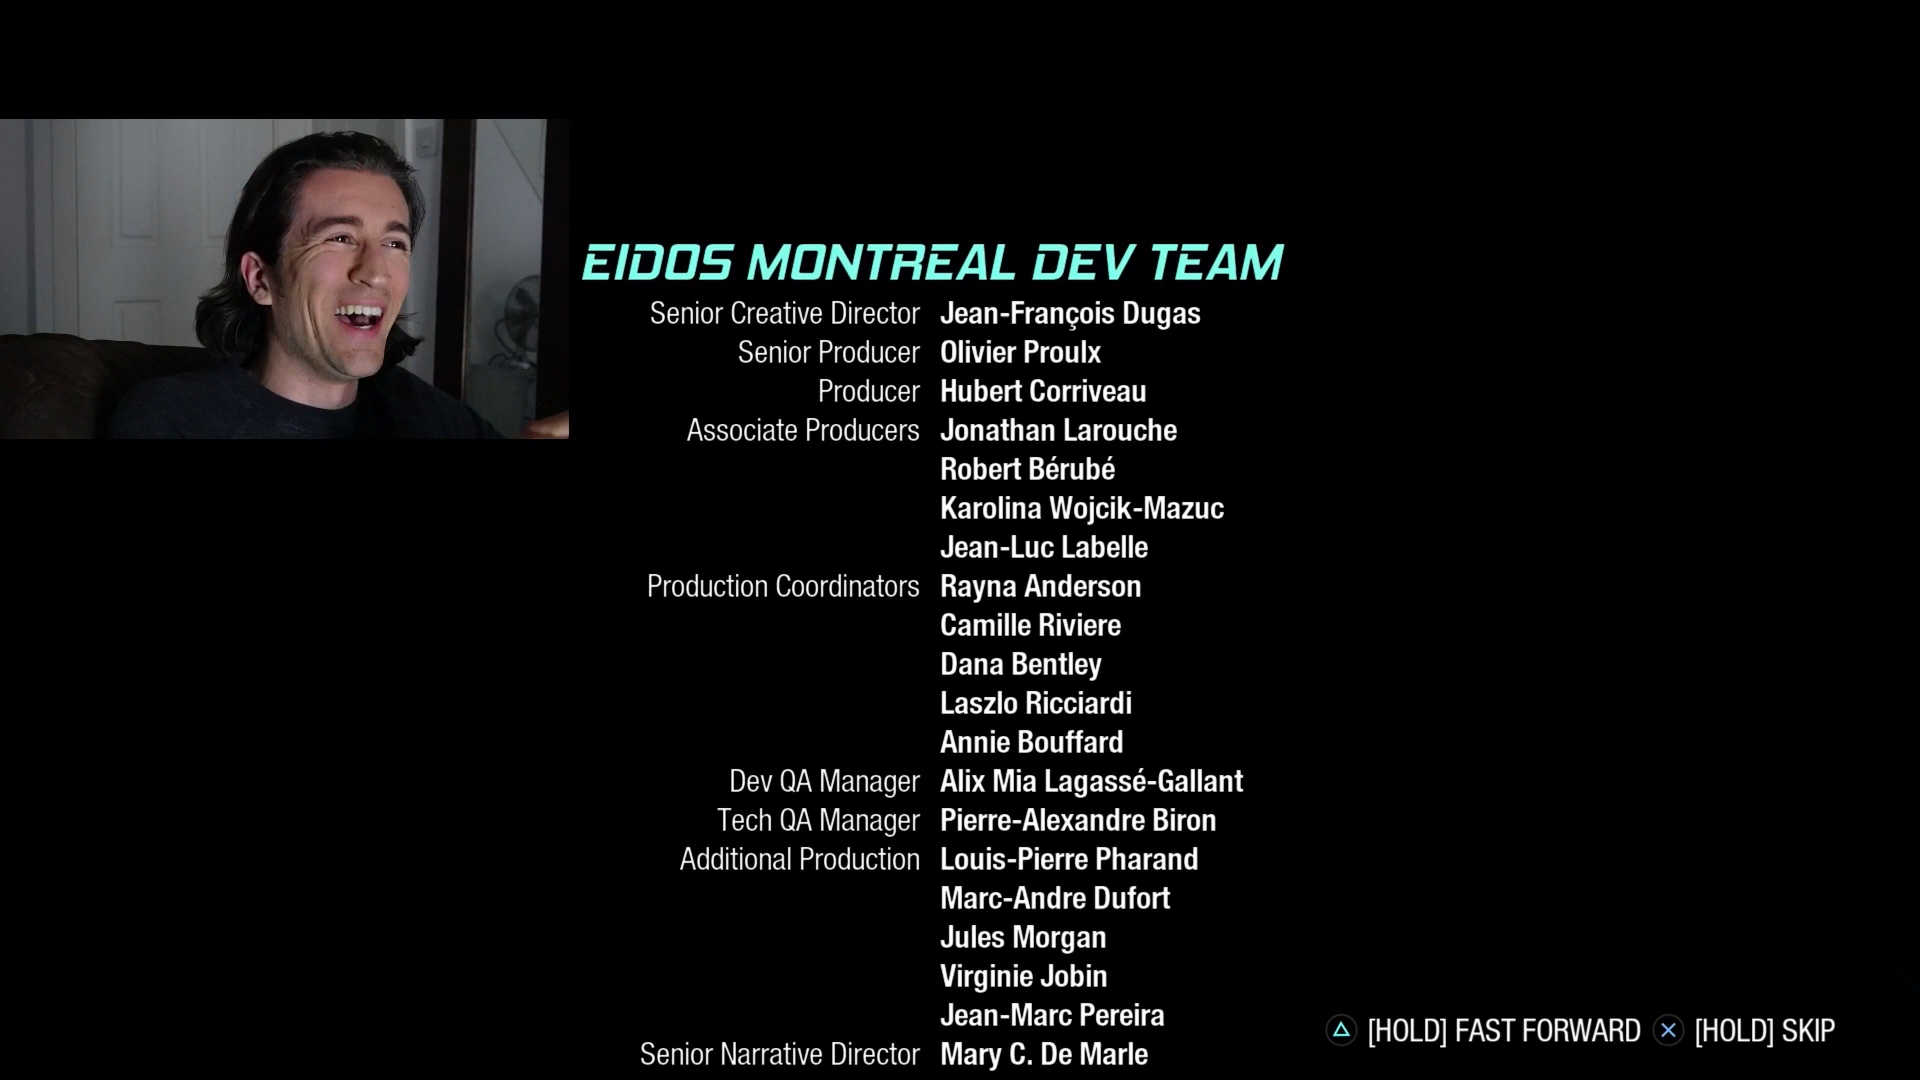 EIDOS MONTREAL DEV TEAM
Senior Creative Director Jean-François Dugas
Senior Producer Olivier Proulx
Producer Hubert Corriveau
Associate Producers Jonathan Larouche
Robert Bérubé
Karolina Wojcik-Mazuc
Jean-Luc Labelle
Production Coordinators Rayna Anderson
Camille Riviere
Dana Bentley
Laszlo Ricciardi
Annie Bouffard
Dev QA Manager Alix Mia Lagassé-Gallant
Tech QA Manager Pierre-Alexandre Biron
Additional Production Louis-Pierre Pharand
Marc-Andre Dufort
Jules Morgan
Virginie Jobin
Jean-Marc Pereira
Senior Narrative Director Mary C. De Marle
[HOLD] FAST FORWARD [HOLD] SKIP